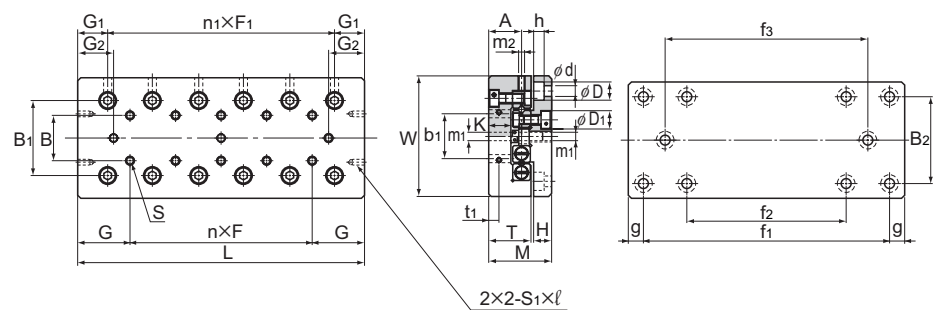 G1
n1×F1
G1
G2
G2
B1
B
S
G
n×F
G
L
2×2-S1×ℓ
A
h
m2
φd
φD
φD1
W
b1
K
m1
m1
t1
T
H
M
f3
B2
f2
g
f1
g